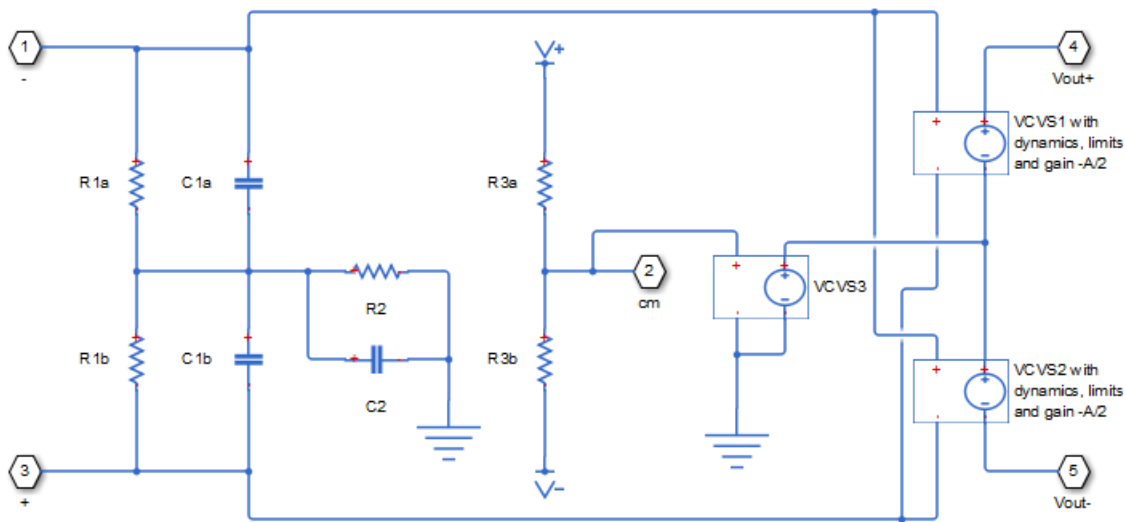 1
-
R1a
C1a
R1b
C1b
3
+
R2
C2
V+
R3a
R3b
V-
2
cm
VCVS3
4
Vout+
VCVS1 with
dynamics, limits
and gain -A/2
VCVS2 with
dynamics, limits
and gain -A/2
5
Vout-